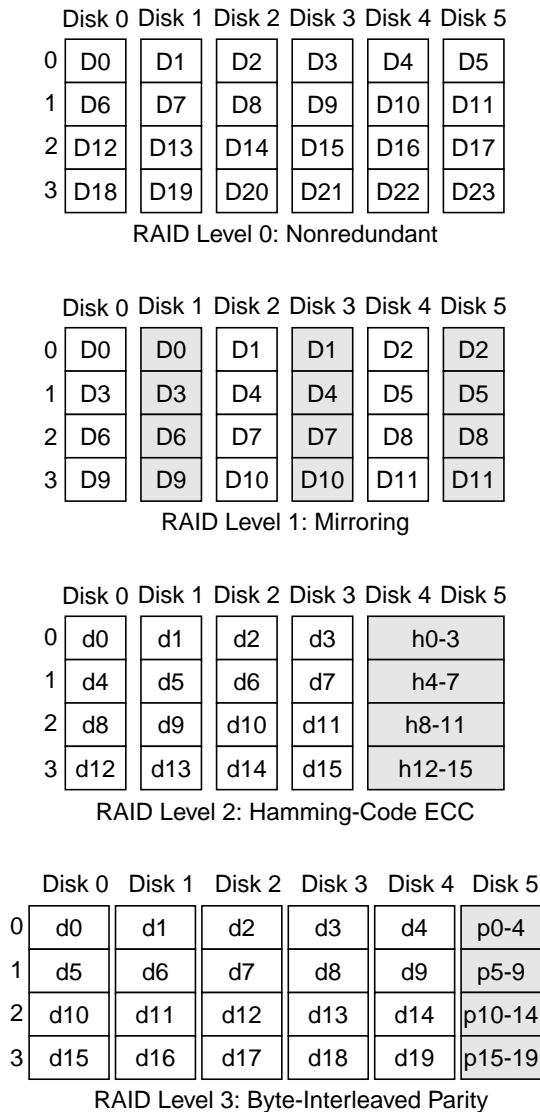 Disk 0 Disk 1 Disk 2 Disk 3 Disk 4 Disk 5
0 D0 D1 D2 D3 D4 D5
1 D6 D7 D8 D9 D10 D11
2 D12 D13 D14 D15 D16 D17
3 D18 D19 D20 D21 D22 D23
RAID Level 0: Nonredundant
Disk 0 Disk 1 Disk 2 Disk 3 Disk 4 Disk 5
0 D0 D0 D1 D1 D2 D2
1 D3 D3 D4 D4 D5 D5
2 D6 D6 D7 D7 D8 D8
3 D9 D9 D10 D10 D11 D11
RAID Level 1: Mirroring
Disk 0 Disk 1 Disk 2 Disk 3 Disk 4 Disk 5
0 d0 d1 d2 d3 h0-3
1 d4 d5 d6 d7 h4-7
2 d8 d9 d10 d11 h8-11
3 d12 d13 d14 d15 h12-15
RAID Level 2: Hamming-Code ECC
Disk 0 Disk 1 Disk 2 Disk 3 Disk 4 Disk 5
0 d0 d1 d2 d3 d4 p0-4
1 d5 d6 d7 d8 d9 p5-9
2 d10 d11 d12 d13 d14 p10-14
3 d15 d16 d17 d18 d19 p15-19
RAID Level 3: Byte-Interleaved Parity